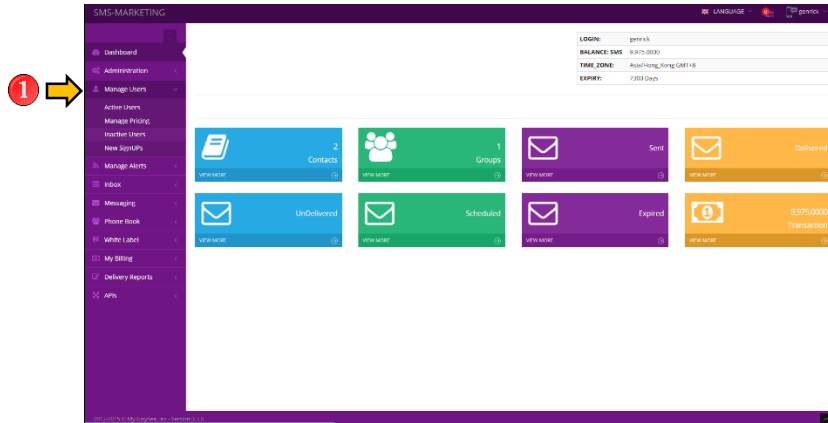 SMS-MARKETING
LANGUAGE
0
genrick
LOGIN: genrick
BALANCE: SMS 9,975.0000
TIME_ZONE: Asia/Hong_Kong GMT+8
EXPIRY: 7300 Days
1
Dashboard
Administration
Manage Users
Active Users
Manage Pricing
Inactive Users
New SignUPs
Manage Alerts
Inbox
Messaging
Phone Book
White Label
My Billing
Delivery Reports
APIs
2
Contacts
VIEW MORE
1
Groups
VIEW MORE
Sent
VIEW MORE
Delivered
VIEW MORE
UnDelivered
VIEW MORE
Scheduled
VIEW MORE
Expired
VIEW MORE
9,975.0000
Transaction
VIEW MORE